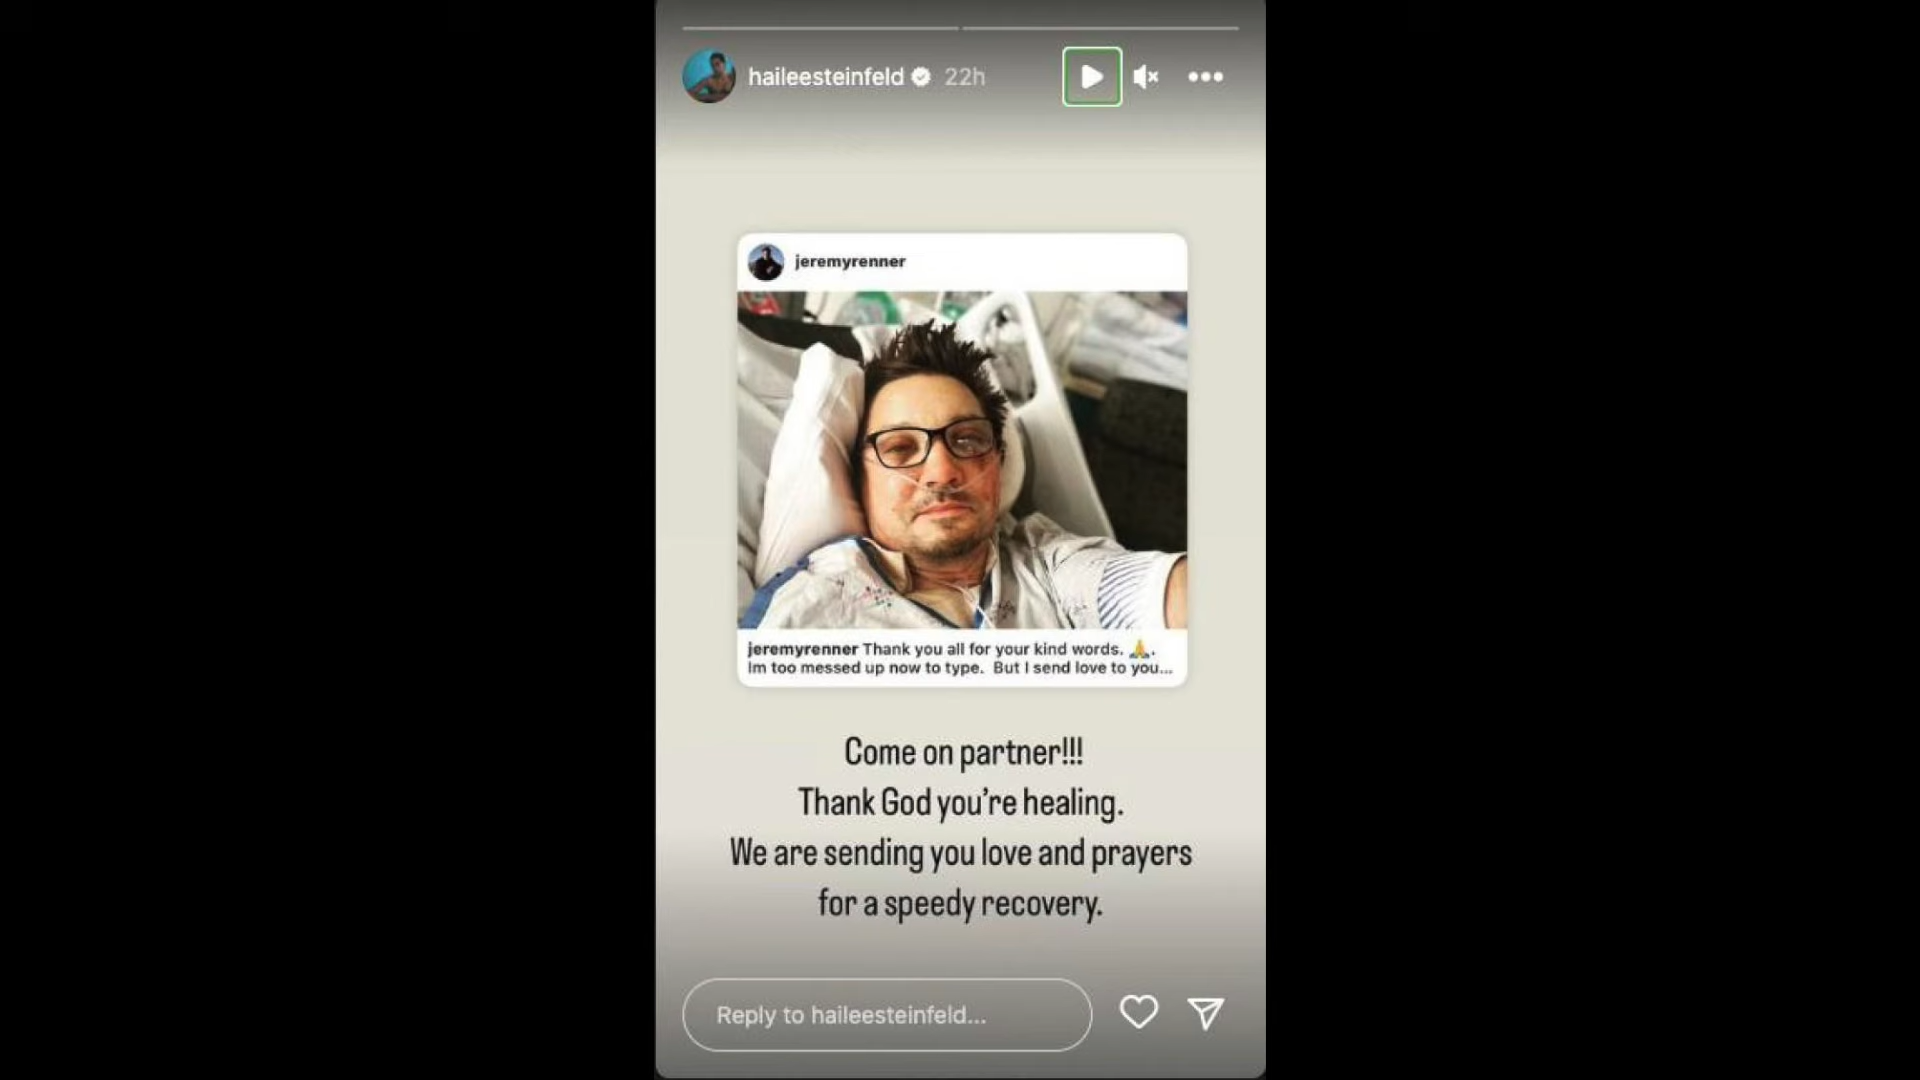 haileesteinfeld 22h
jeremyrenner
jeremyrenner Thank you all for your kind words. 🙏.
Im too messed up now to type. But I send love to you...
Come on partner!!!
Thank God you're healing.
We are sending you love and prayers
for a speedy recovery.
Reply to haileesteinfeld...